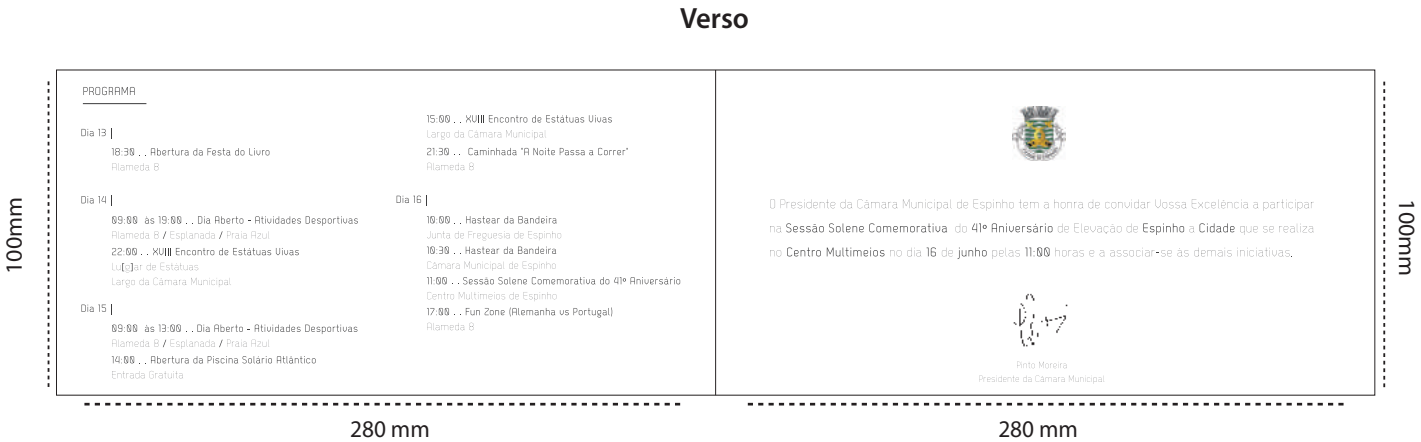 Verso
PROGRAMA
Dia 13 |
18:30 . . Abertura da Festa do Livro
Alameda 8
Dia 14 |
09:00 às 19:00 . . Dia Aberto - Atividades Desportivas
Alameda 8 / Esplanada / Praia Azul
22:00 . . XVIII Encontro de Estátuas Vivas
Lu[g]ar de Estátuas
Largo da Câmara Municipal
Dia 15 |
09:00 às 13:00 . . Dia Aberto - Atividades Desportivas
Alameda 8 / Esplanada / Praia Azul
14:00 . . Abertura da Piscina Solário Atlântico
Entrada Gratuita
15:00 . . XVIII Encontro de Estátuas Vivas
Largo da Câmara Municipal
21:30 . . Caminhada "A Noite Passa a Correr"
Alameda 8
Dia 16 |
10:00 . . Hastear da Bandeira
Junta de Freguesia de Espinho
10:30 . . Hastear da Bandeira
Câmara Municipal de Espinho
11:00 . . Sessão Solene Comemorativa do 41º Aniversário
Centro Multimeios de Espinho
17:00 . . Fun Zone (Alemanha vs Portugal)
Alameda 8
O Presidente da Câmara Municipal de Espinho tem a honra de convidar Vossa Excelência a participar
na Sessão Solene Comemorativa do 41º Aniversário de Elevação de Espinho a Cidade que se realiza
no Centro Multimeios no dia 16 de junho pelas 11:00 horas e a associar-se às demais iniciativas.
Pinto Moreira
Presidente da Câmara Municipal
100mm
100mm
280 mm
280 mm